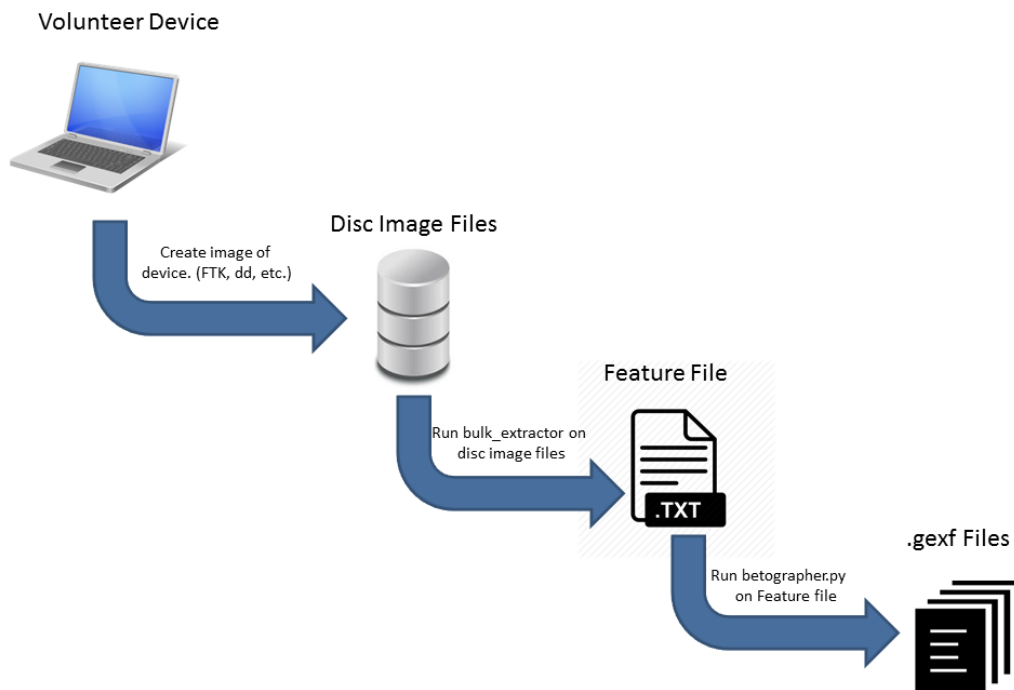 Volunteer Device
Disc Image Files
Create image of
device. (FTK, dd, etc.)
Feature File
Run bulk_extractor on
disc image files
.TXT
.gexf Files
Run betographer.py
on Feature file